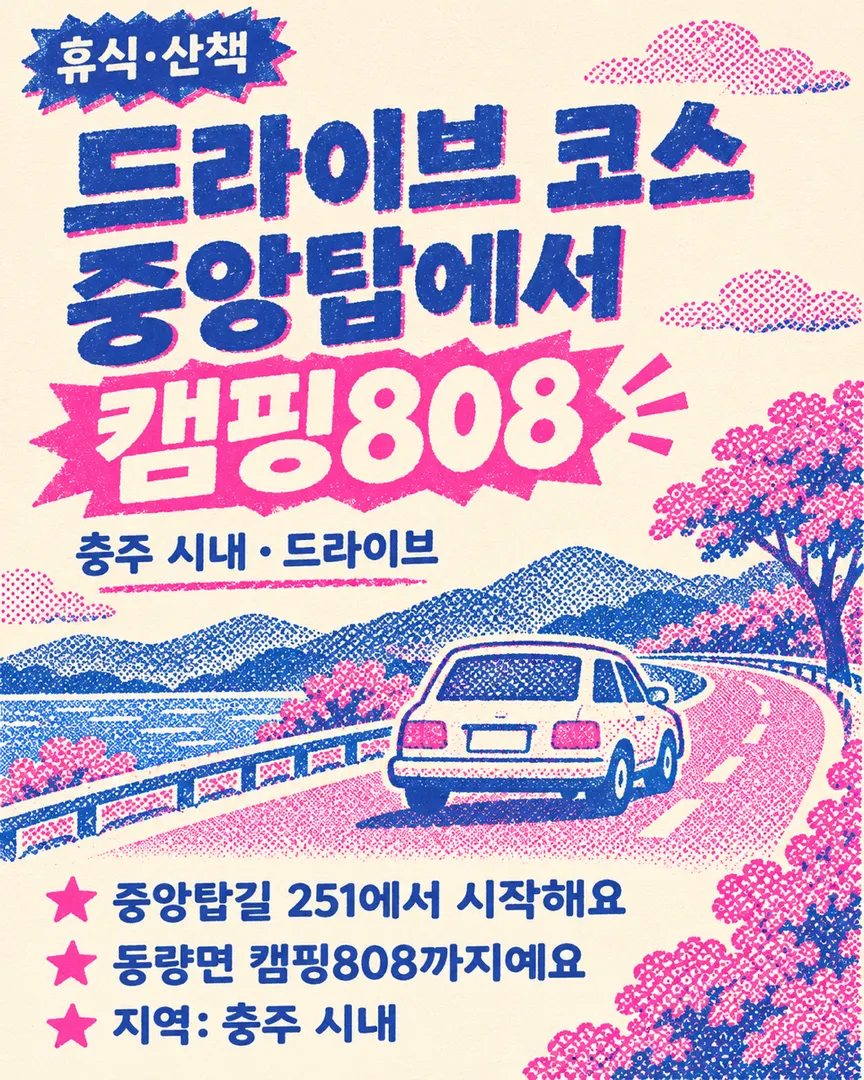 휴식·산책
드라이브 코스
중앙탑에서
캠핑808
충주 시내·드라이브
중앙탑길 251에서 시작해요
동량면 캠핑808까지예요
지역: 충주 시내